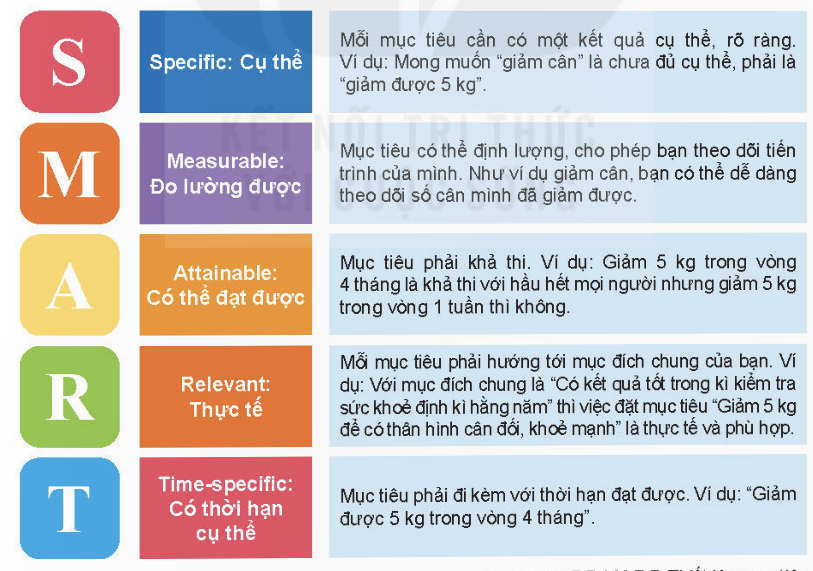 S
Specific: Cụ thể
Mỗi mục tiêu cần có một kết quả cụ thể, rõ ràng.
Ví dụ: Mong muốn “giảm cân” là chưa đủ cụ thể, phải là
“giảm được 5 kg”.
KẾT NỐI TRI THỨC
VỚI CUỘC SỐNG
M
Measurable:
Đo lường được
Mục tiêu có thể định lượng, cho phép bạn theo dõi tiến
trình của mình. Như ví dụ giảm cân, bạn có thể dễ dàng
theo dõi số cân mình đã giảm được.
A
Attainable:
Có thể đạt được
Mục tiêu phải khả thi. Ví dụ: Giảm 5 kg trong vòng
4 tháng là khả thi với hầu hết mọi người nhưng giảm 5 kg
trong vòng 1 tuần thì không.
R
Relevant:
Thực tế
Mỗi mục tiêu phải hướng tới mục đích chung của bạn. Ví
dụ: Với mục đích chung là “Có kết quả tốt trong kì kiểm tra
sức khoẻ định kì hằng năm” thì việc đặt mục tiêu “Giảm 5 kg
để có thân hình cân đối, khoẻ mạnh” là thực tế và phù hợp.
T
Time-specific:
Có thời hạn
cụ thể
Mục tiêu phải đi kèm với thời hạn đạt được. Ví dụ: “Giảm
được 5 kg trong vòng 4 tháng”.